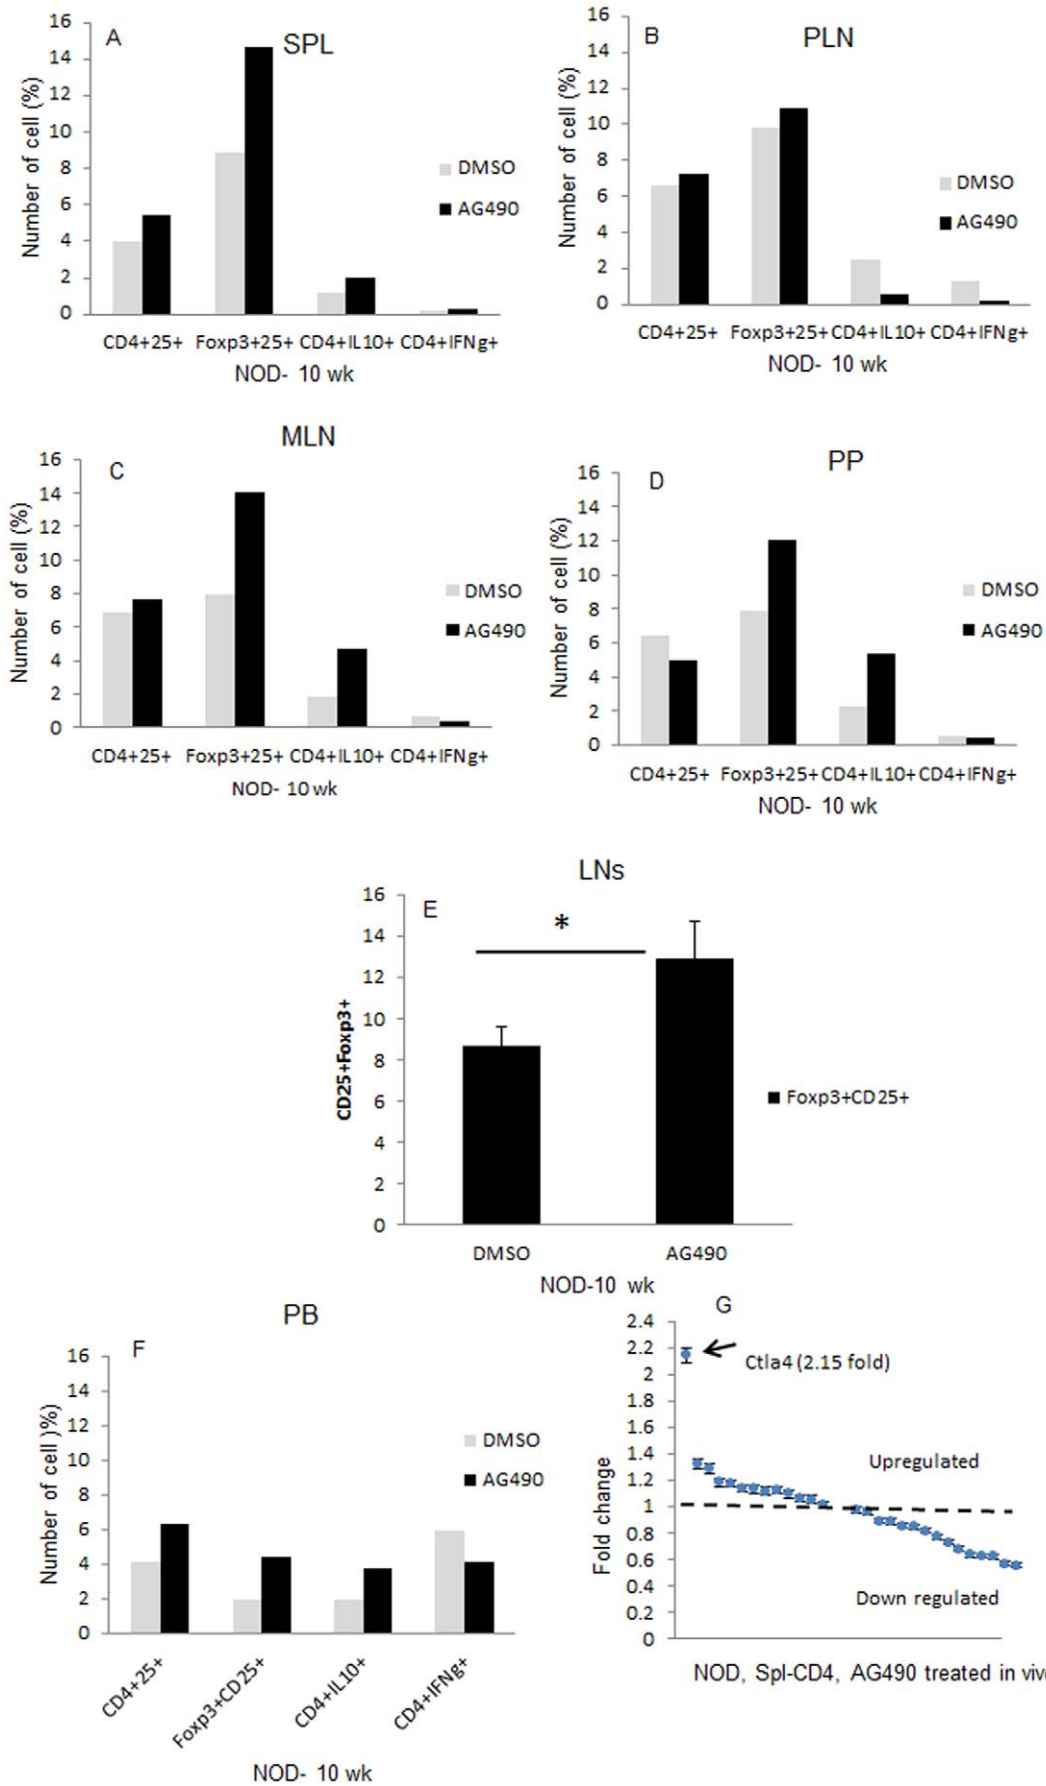 A
SPL
Number of cell (%)
16
14
12
10
8
6
4
2
0
DMSO
AG490
CD4+25+ Foxp3+25+ CD4+IL10+ CD4+IFNg+
NOD- 10 wk
B
PLN
Number of cell (%)
16
14
12
10
8
6
4
2
0
DMSO
AG490
CD4+25+ Foxp3+25+ CD4+IL10+ CD4+IFNg+
NOD- 10 wk
MLN
C
Number of cell (%)
16
14
12
10
8
6
4
2
0
DMSO
AG490
CD4+25+ Foxp3+25+ CD4+IL10+ CD4+IFNg+
NOD- 10 wk
PP
D
Number of cell (%)
16
14
12
10
8
6
4
2
0
DMSO
AG490
CD4+25+ Foxp3+25+ CD4+IL10+ CD4+IFNg+
NOD- 10 wk
LNs
E
*
CD25+Foxp3+
16
14
12
10
8
6
4
2
0
Foxp3+CD25+
DMSO AG490
NOD-10 wk
PB
F
Number of cell )%)
16
14
12
10
8
6
4
2
0
DMSO
AG490
CD4+25+
Foxp3+CD25+
CD4+IL10+
CD4+IFNg+
NOD- 10 wk
G
Fold change
2.4
2.2
2
1.8
1.6
1.4
1.2
1
0.8
0.6
0.4
0.2
0
Ctla4 (2.15 fold)
Upregulated
Down regulated
NOD, Spl-CD4, AG490 treated in viv